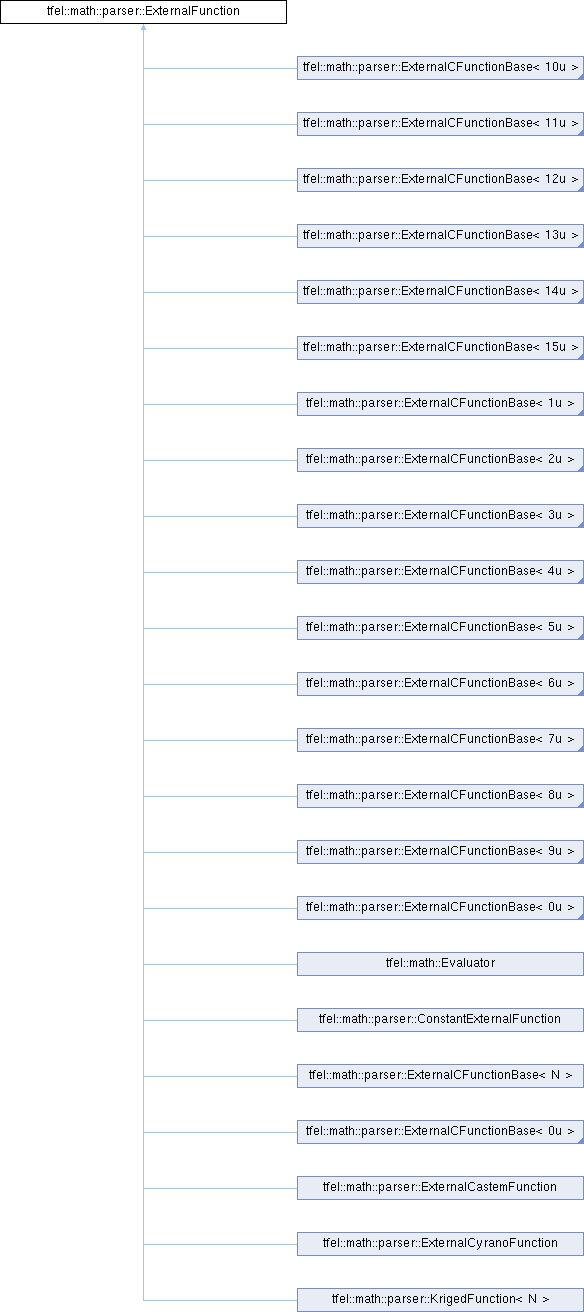 tfel::math::parser::ExternalFunction
tfel::math::parser::ExternalCFunctionBase< 10u >
tfel::math::parser::ExternalCFunctionBase< 11u >
tfel::math::parser::ExternalCFunctionBase< 12u >
tfel::math::parser::ExternalCFunctionBase< 13u >
tfel::math::parser::ExternalCFunctionBase< 14u >
tfel::math::parser::ExternalCFunctionBase< 15u >
tfel::math::parser::ExternalCFunctionBase< 1u >
tfel::math::parser::ExternalCFunctionBase< 2u >
tfel::math::parser::ExternalCFunctionBase< 3u >
tfel::math::parser::ExternalCFunctionBase< 4u >
tfel::math::parser::ExternalCFunctionBase< 5u >
tfel::math::parser::ExternalCFunctionBase< 6u >
tfel::math::parser::ExternalCFunctionBase< 7u >
tfel::math::parser::ExternalCFunctionBase< 8u >
tfel::math::parser::ExternalCFunctionBase< 9u >
tfel::math::parser::ExternalCFunctionBase< 0u >
tfel::math::Evaluator
tfel::math::parser::ConstantExternalFunction
tfel::math::parser::ExternalCFunctionBase< N >
tfel::math::parser::ExternalCFunctionBase< 0u >
tfel::math::parser::ExternalCastemFunction
tfel::math::parser::ExternalCyranoFunction
tfel::math::parser::KrigedFunction< N >